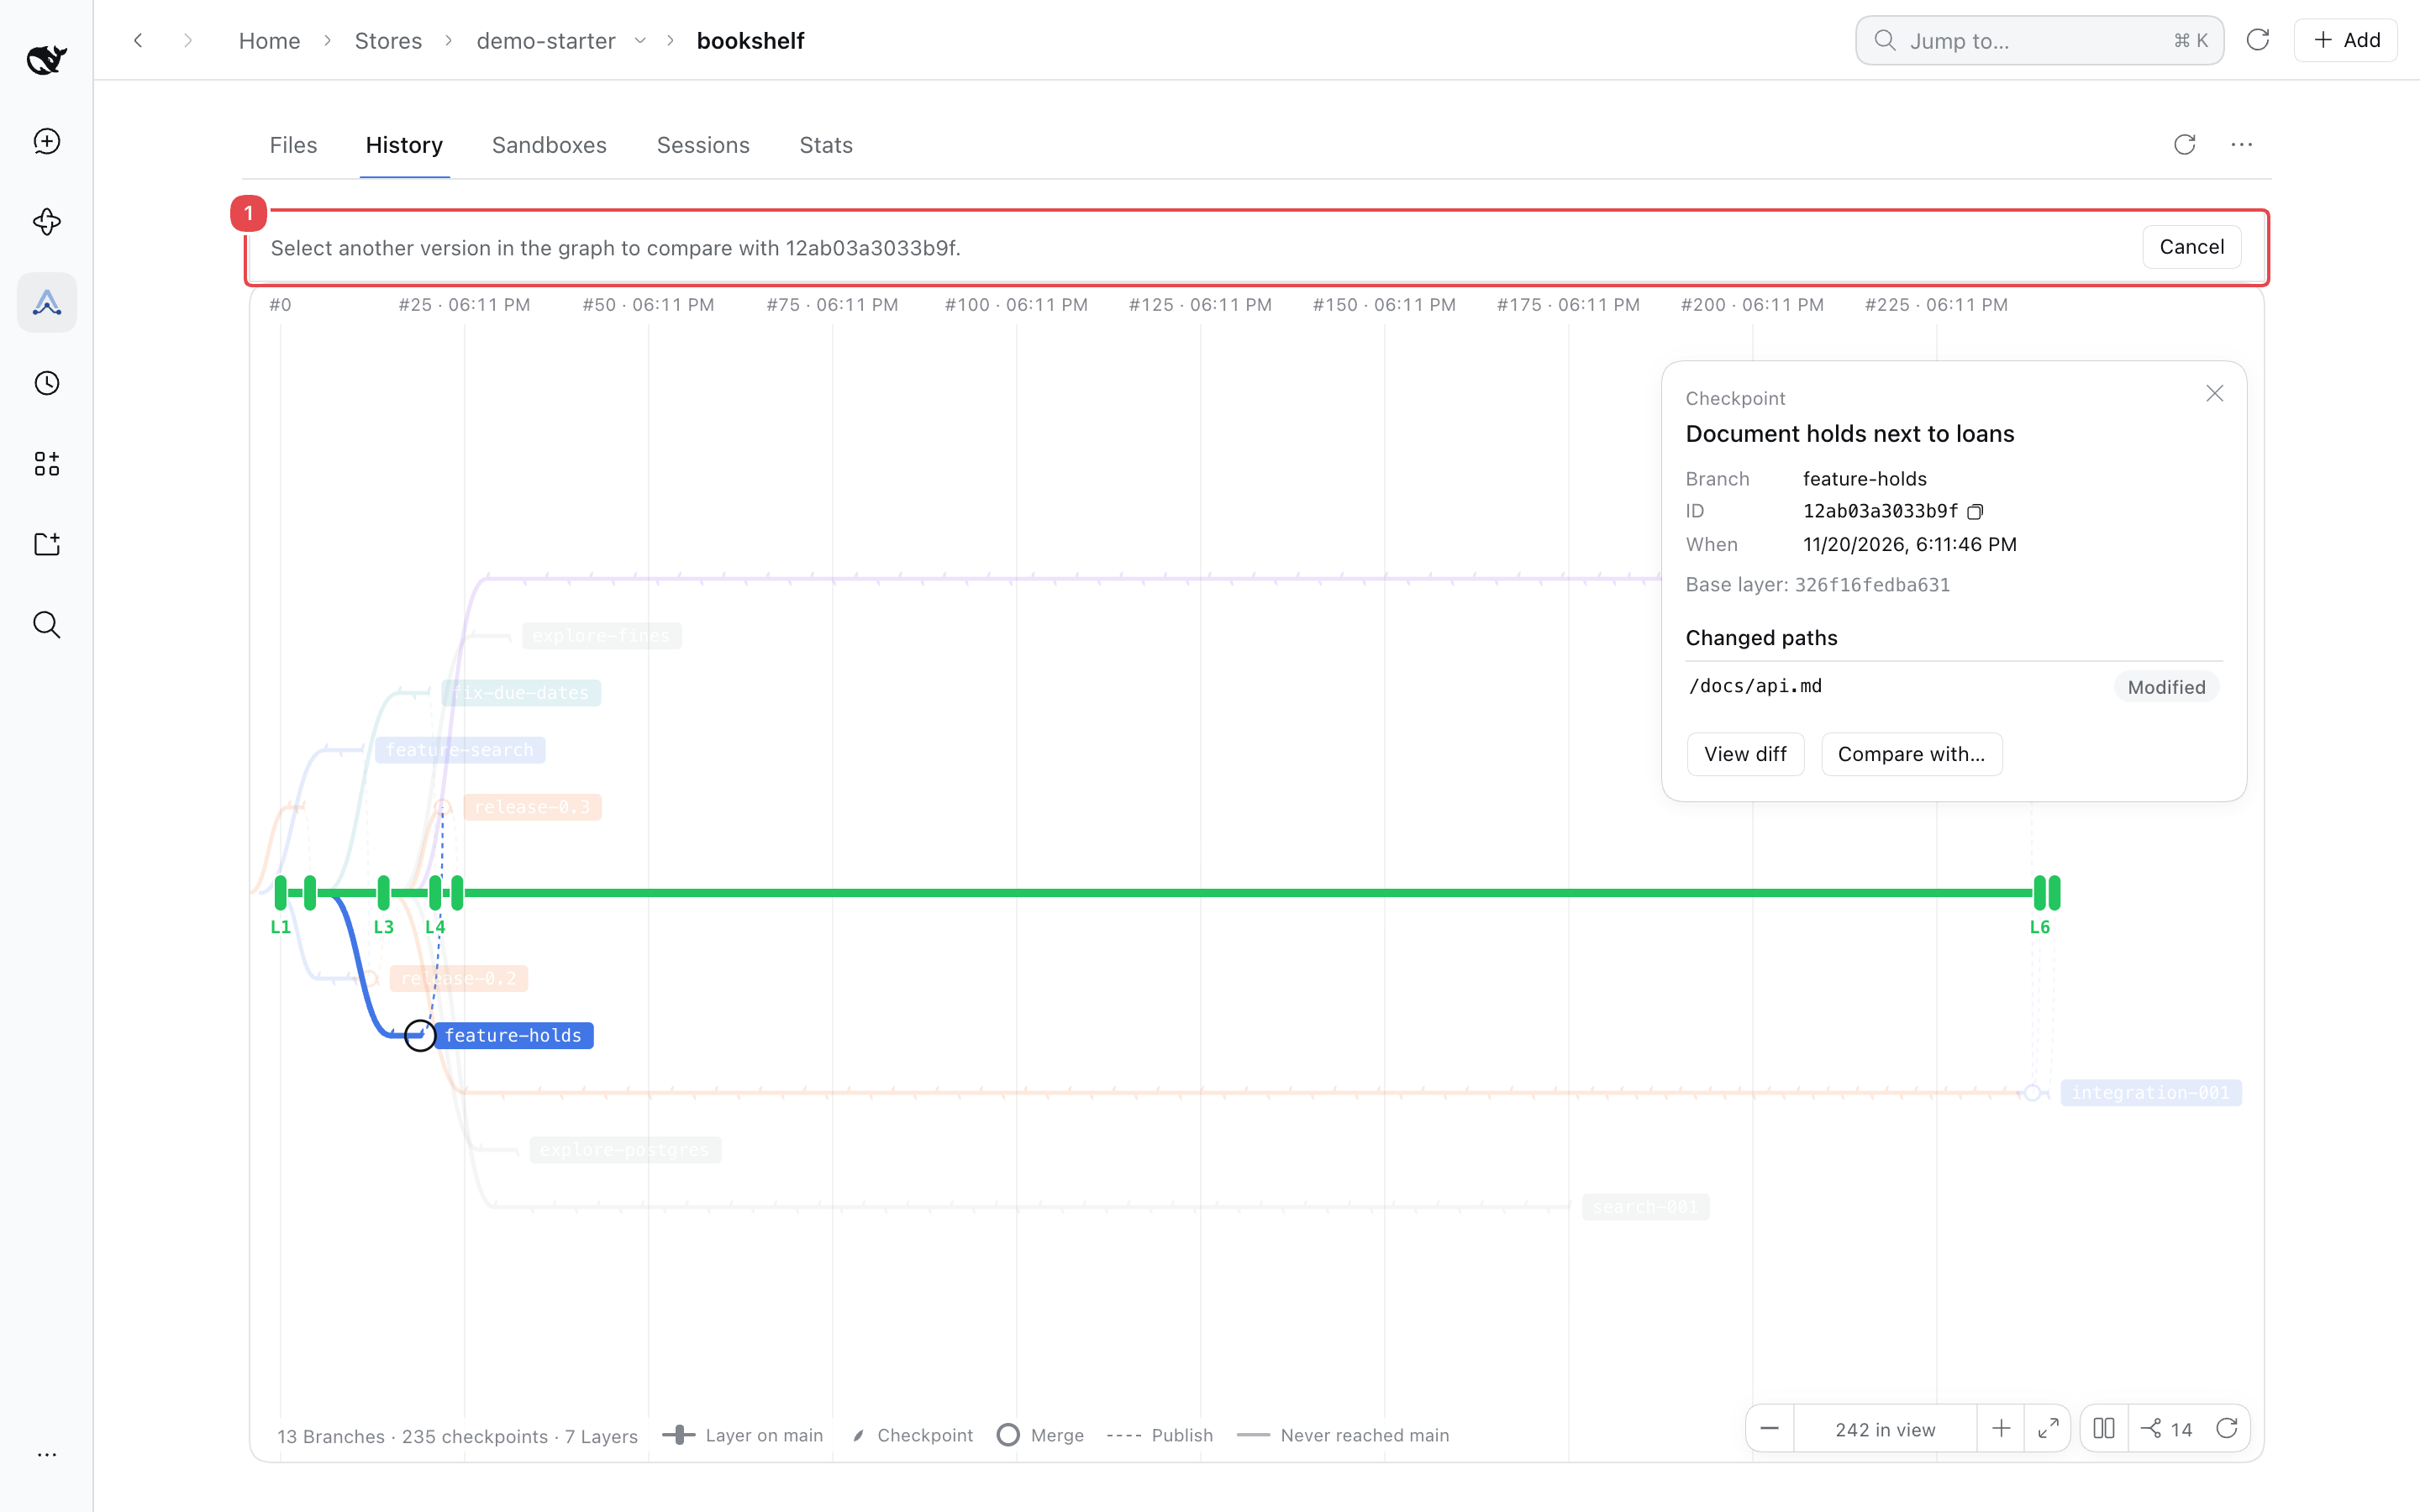 Home > Stores > demo-starter > bookshelf
Jump to... ⌘ K
+ Add
Files History Sandboxes Sessions Stats
1
Select another version in the graph to compare with 12ab03a3033b9f.
Cancel
#0 #25 · 06:11 PM #50 · 06:11 PM #75 · 06:11 PM #100 · 06:11 PM #125 · 06:11 PM #150 · 06:11 PM #175 · 06:11 PM #200 · 06:11 PM #225 · 06:11 PM
Checkpoint
Document holds next to loans
Branch feature-holds
ID 12ab03a3033b9f
When 11/20/2026, 6:11:46 PM
Base layer: 326f16fedba631
Changed paths
/docs/api.md Modified
View diff Compare with...
explore-fines
fix-due-dates
feature-search
release-0.3
L1 L3 L4 L6
release-0.2
feature-holds
integration-001
explore-postgres
search-001
13 Branches · 235 checkpoints · 7 Layers Layer on main Checkpoint Merge Publish Never reached main
242 in view
14